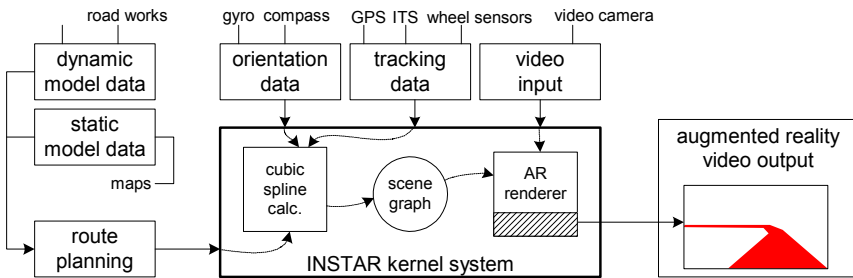 road works
gyro compass
GPS ITS wheel sensors
video camera
dynamic
model data
orientation
data
tracking
data
video
input
static
model data
maps
cubic
spline
calc.
scene
graph
AR
renderer
augmented reality
video output
route
planning
INSTAR kernel system